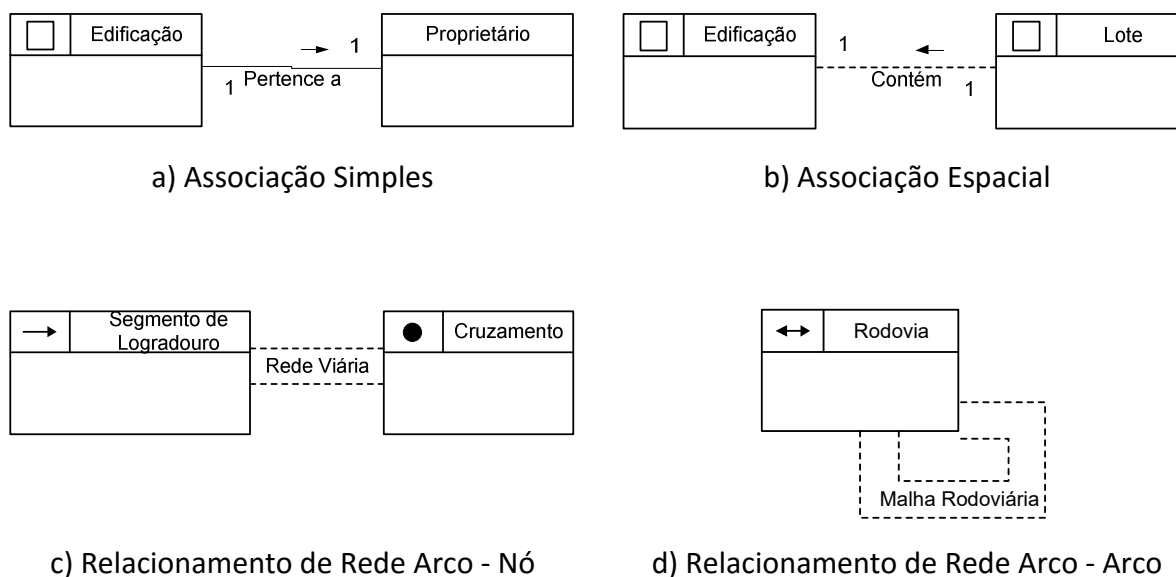 Edificação
Proprietário
1
1
Pertence a
a) Associação Simples
Edificação
Lote
1
Contém
1
b) Associação Espacial
Segmento de
Logradouro
Cruzamento
Rede Viária
c) Relacionamento de Rede Arco - Nó
Rodovia
Malha Rodoviária
d) Relacionamento de Rede Arco - Arco